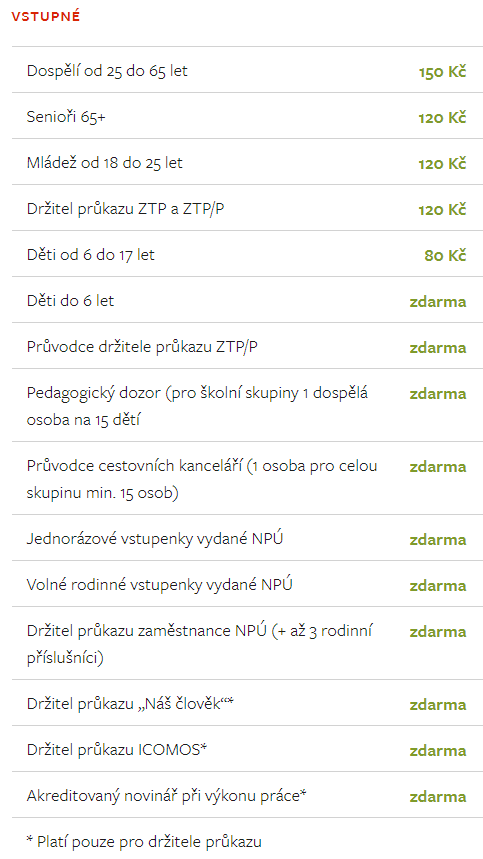 VSTUPNÉ
Dospělí od 25 do 65 let 150 Kč
Senioři 65+ 120 Kč
Mládež od 18 do 25 let 120 Kč
Držitel průkazu ZTP a ZTP/P 120 Kč
Děti od 6 do 17 let 80 Kč
Děti do 6 let zdarma
Průvodce držitele průkazu ZTP/P zdarma
Pedagogický dozor (pro školní skupiny 1 dospělá zdarma
osoba na 15 dětí
Průvodce cestovních kanceláří (1 osoba pro celou zdarma
skupinu min. 15 osob)
Jednorázové vstupenky vydané NPÚ zdarma
Volné rodinné vstupenky vydané NPÚ zdarma
Držitel průkazu zaměstnance NPÚ (+ až 3 rodinní zdarma
příslušníci)
Držitel průkazu „Náš člověk“* zdarma
Držitel průkazu ICOMOS* zdarma
Akreditovaný novinář při výkonu práce* zdarma
* Platí pouze pro držitele průkazu